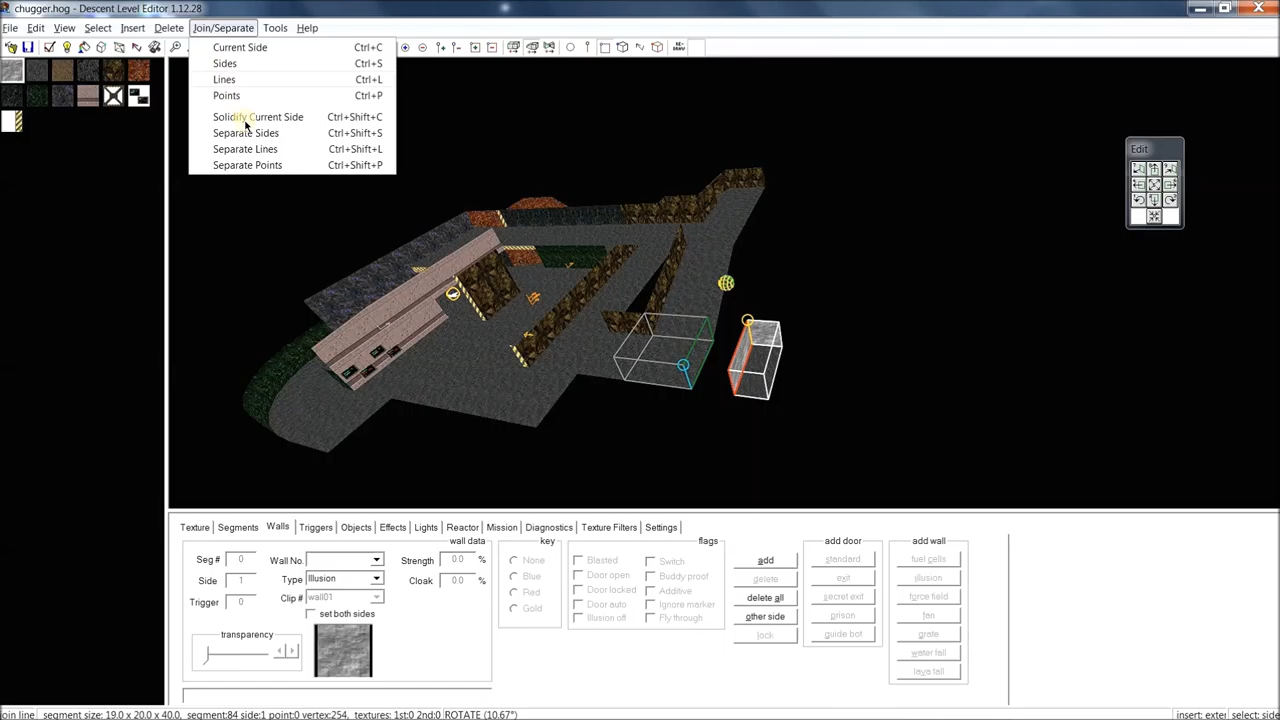 chugger.hog - Descent Level Editor 1.12.28
File Edit View Select Insert Delete Join/Separate Tools Help
Current Side Ctrl+C
Sides Ctrl+S
Lines Ctrl+L
Points Ctrl+P
Solidify Current Side Ctrl+Shift+C
Separate Sides Ctrl+Shift+S
Separate Lines Ctrl+Shift+L
Separate Points Ctrl+Shift+P
Edit
Texture Segments Walls Triggers Objects Effects Lights Reactor Mission Diagnostics Texture Filters Settings
wall data key flags add door add wall
Seg # 0 Wall No. Strength 0.0 % None Blasted Switch add standard fuel cells
Side 1 Type Illusion Cloak 0.0 % Blue Door open Buddy proof delete exit illusion
Trigger 0 Clip # wall01 Red Door locked Additive delete all secret exit force field
set both sides Gold Door auto Ignore marker other side prison fan
transparency Illusion off Fly through lock guide bot grate
water fall
lava fall
join line segment size: 19.0 x 20.0 x 40.0, segment:84 side:1 point:0 vertex:254, textures: 1st:0 2nd:0 ROTATE (10.67°) insert: exter select: side